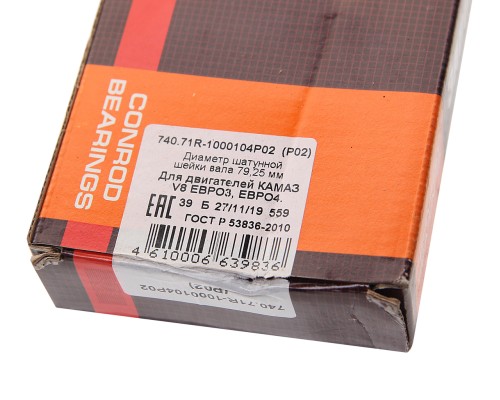 CONROD
BEARINGS
740.71R-1000104P02 (P02)
Диаметр шатунной
шейки вала 79,25 мм
Для двигателей КАМАЗ
V8 ЕВРО3, ЕВРО4.
EAC 39 Б 27/11/19 559
ГОСТ Р 53836-2010
4 610006 639836
740.71R-1000104P02
(P02)